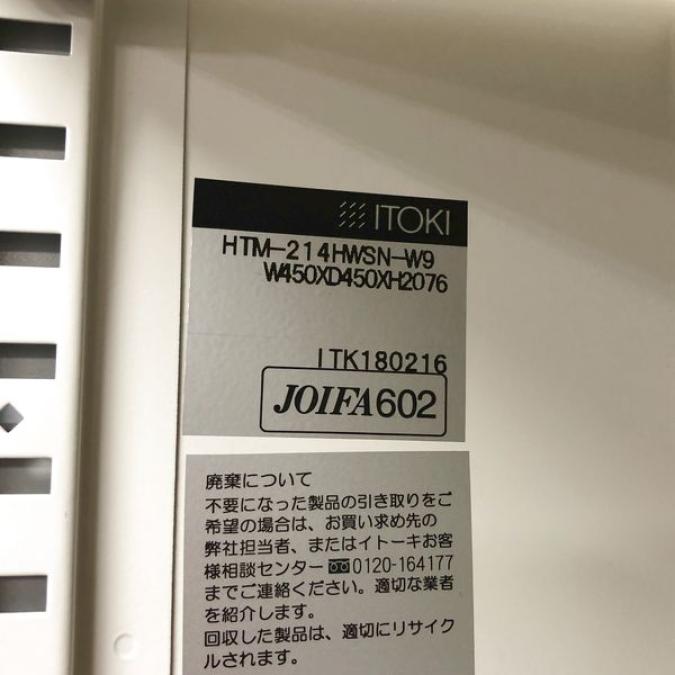 ITOKI
HTM-214HWSN-W9
W450XD450XH2076
ITK180216
JOIFA602
廃棄について
不要になった製品の引き取りをご
希望の場合は、お買い求め先の
弊社担当者、またはイトーキお客
様相談センター 0120-164177
までご連絡ください。適切な業者
を紹介します。
回収した製品は、適切にリサイク
ルされます。